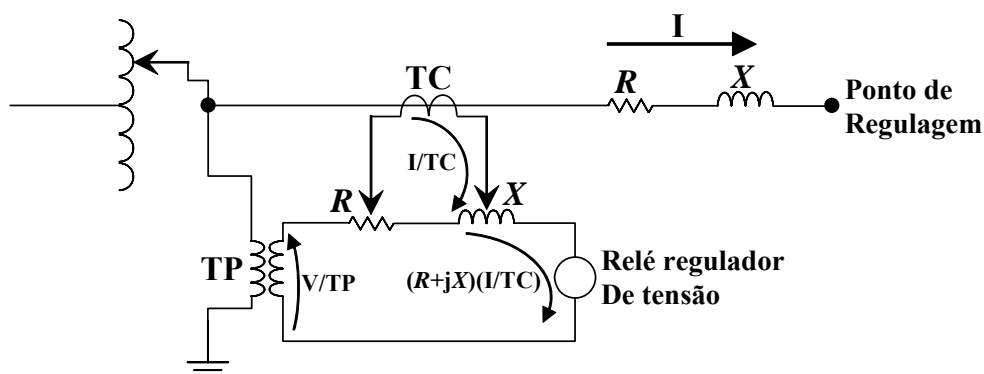 I
TC
R
X
Ponto de
Regulagem
I/TC
R
X
TP
V/TP
(R+jX)(I/TC)
Relé regulador
De tensão